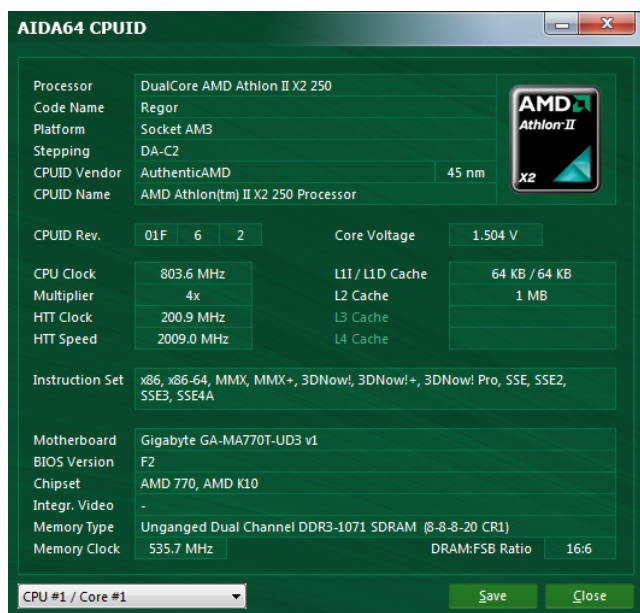 AIDA64 CPUID
Processor DualCore AMD Athlon II X2 250
Code Name Regor
Platform Socket AM3
Stepping DA-C2
CPUID Vendor AuthenticAMD 45 nm
CPUID Name AMD Athlon(tm) II X2 250 Processor
AMD
Athlon II
X2
CPUID Rev. 01F 6 2 Core Voltage 1.504 V
CPU Clock 803.6 MHz L1I / L1D Cache 64 KB / 64 KB
Multiplier 4x L2 Cache 1 MB
HTT Clock 200.9 MHz L3 Cache
HTT Speed 2009.0 MHz L4 Cache
Instruction Set x86, x86-64, MMX, MMX+, 3DNow!, 3DNow!+, 3DNow! Pro, SSE, SSE2,
SSE3, SSE4A
Motherboard Gigabyte GA-MA770T-UD3 v1
BIOS Version F2
Chipset AMD 770, AMD K10
Integr. Video -
Memory Type Unganged Dual Channel DDR3-1071 SDRAM (8-8-8-20 CR1)
Memory Clock 535.7 MHz DRAM:FSB Ratio 16:6
CPU #1 / Core #1 Save Close